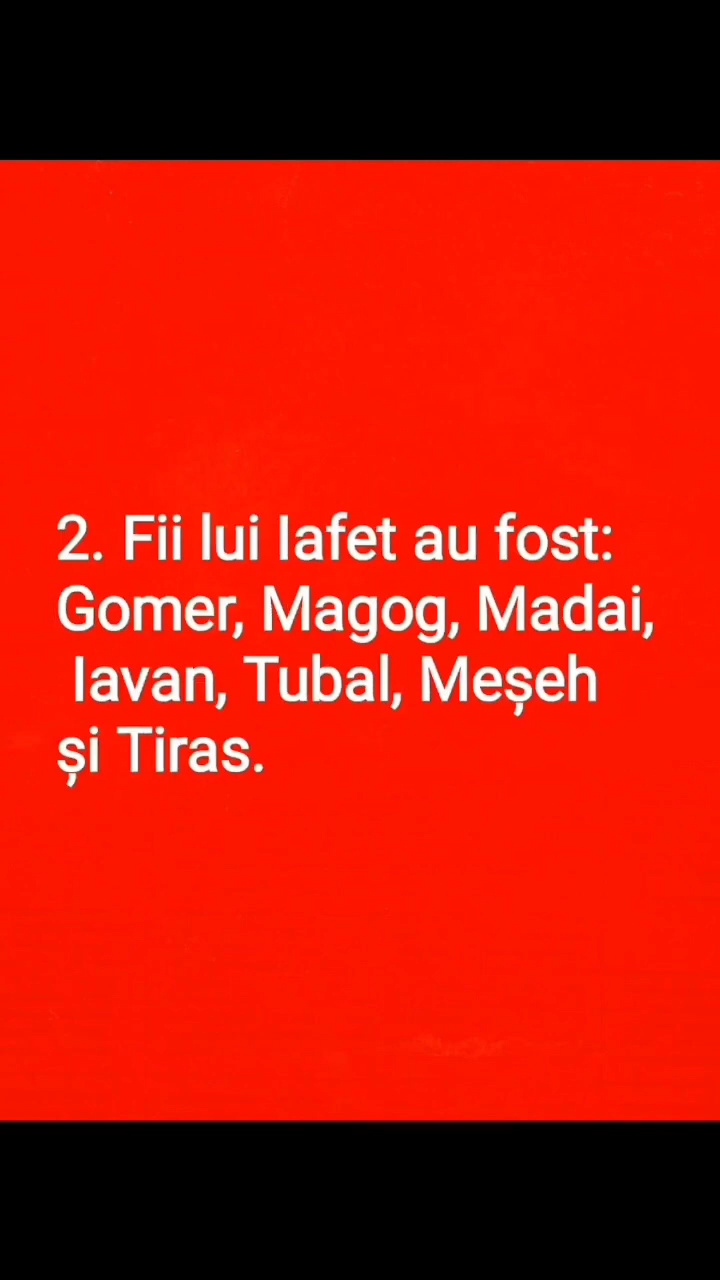 2. Fii lui Iafet au fost:
Gomer, Magog, Madai,
Iavan, Tubal, Meșeh
și Tiras.